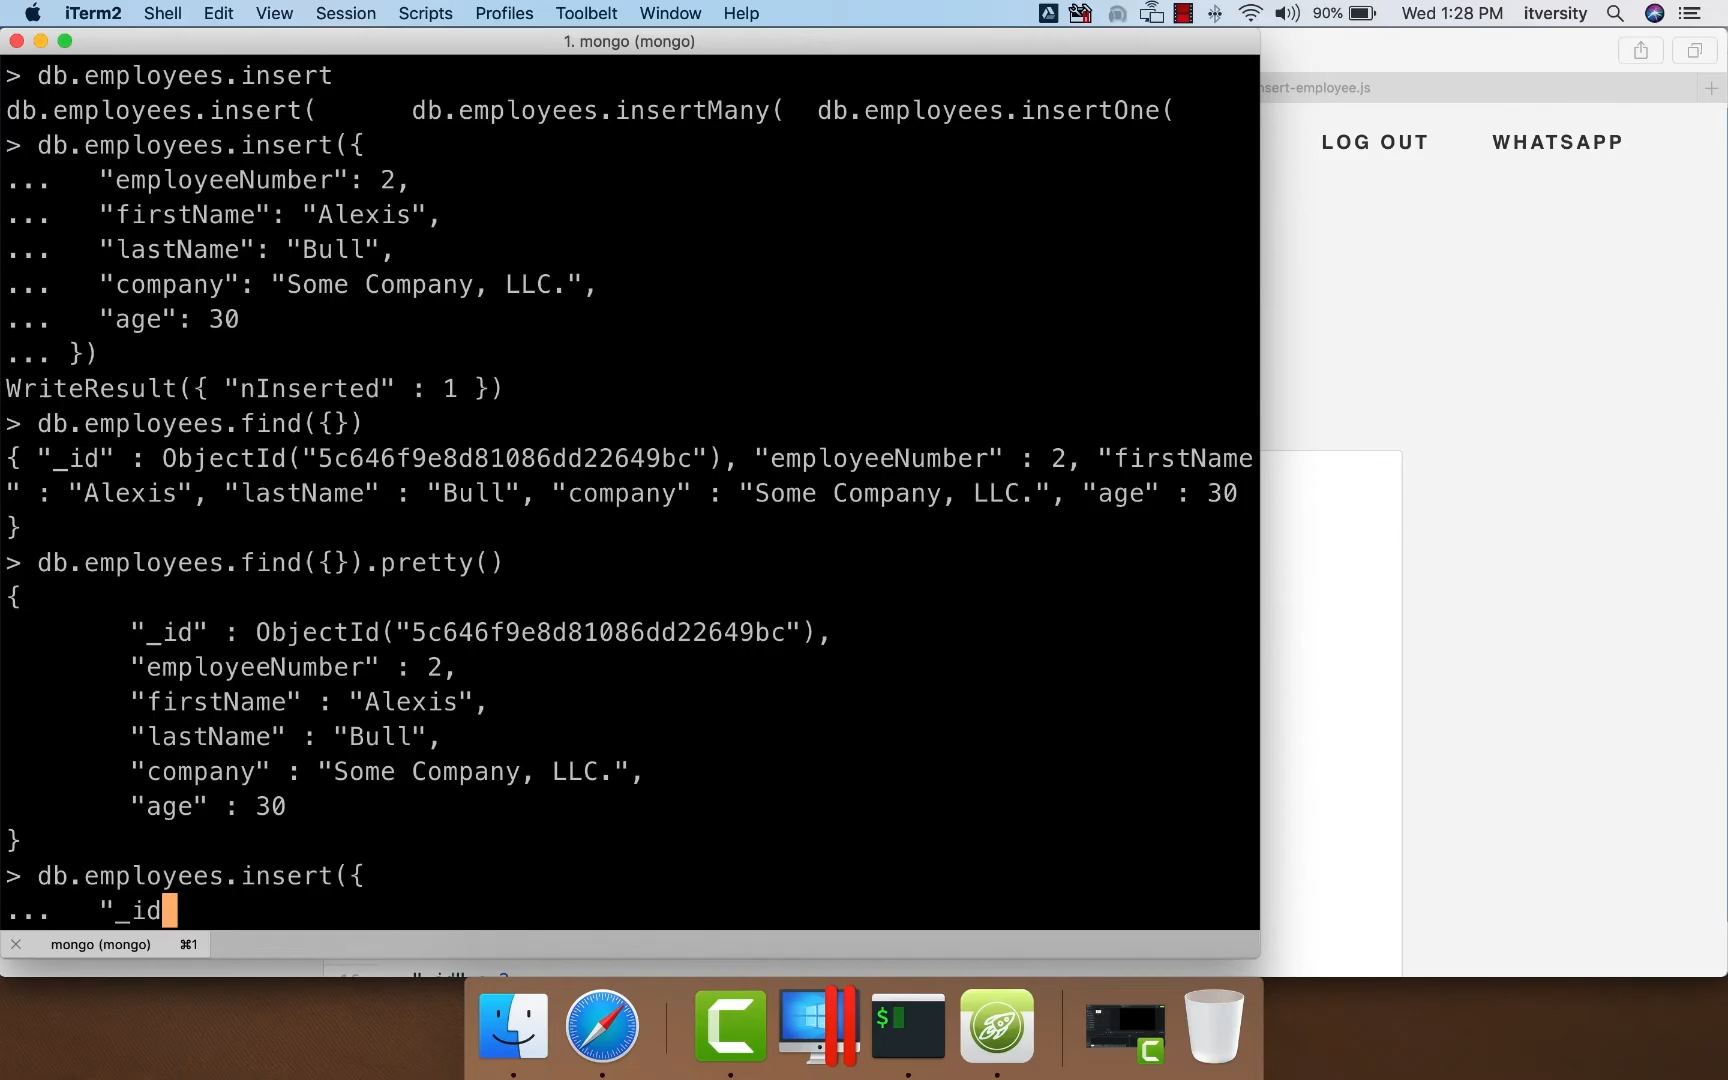 iTerm2 Shell Edit View Session Scripts Profiles Toolbelt Window Help 90% Wed 1:28 PM itversity
1. mongo (mongo)
> db.employees.insert
db.employees.insert( db.employees.insertMany( db.employees.insertOne(
> db.employees.insert({
... "employeeNumber": 2,
... "firstName": "Alexis",
... "lastName": "Bull",
... "company": "Some Company, LLC.",
... "age": 30
... })
WriteResult({ "nInserted" : 1 })
> db.employees.find({})
{ "_id" : ObjectId("5c646f9e8d81086dd22649bc"), "employeeNumber" : 2, "firstName
" : "Alexis", "lastName" : "Bull", "company" : "Some Company, LLC.", "age" : 30
}
> db.employees.find({}).pretty()
{
"_id" : ObjectId("5c646f9e8d81086dd22649bc"),
"employeeNumber" : 2,
"firstName" : "Alexis",
"lastName" : "Bull",
"company" : "Some Company, LLC.",
"age" : 30
}
> db.employees.insert({
... "_id
mongo (mongo) ⌘1
nsert-employee.js
LOG OUT WHATSAPP
$